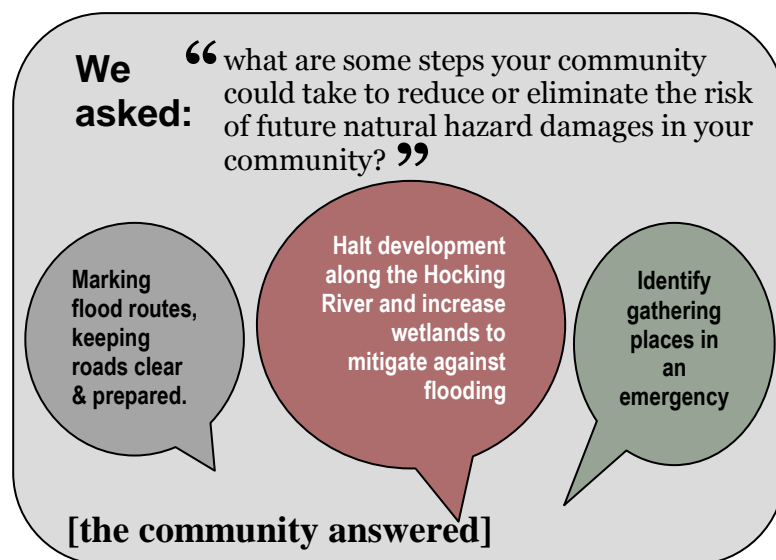 We
asked:
“ what are some steps your community
could take to reduce or eliminate the risk
of future natural hazard damages in your
community? ”
Marking
flood routes,
keeping
roads clear
& prepared.
Halt development
along the Hocking
River and increase
wetlands to
mitigate against
flooding
Identify
gathering
places in
an
emergency
[the community answered]